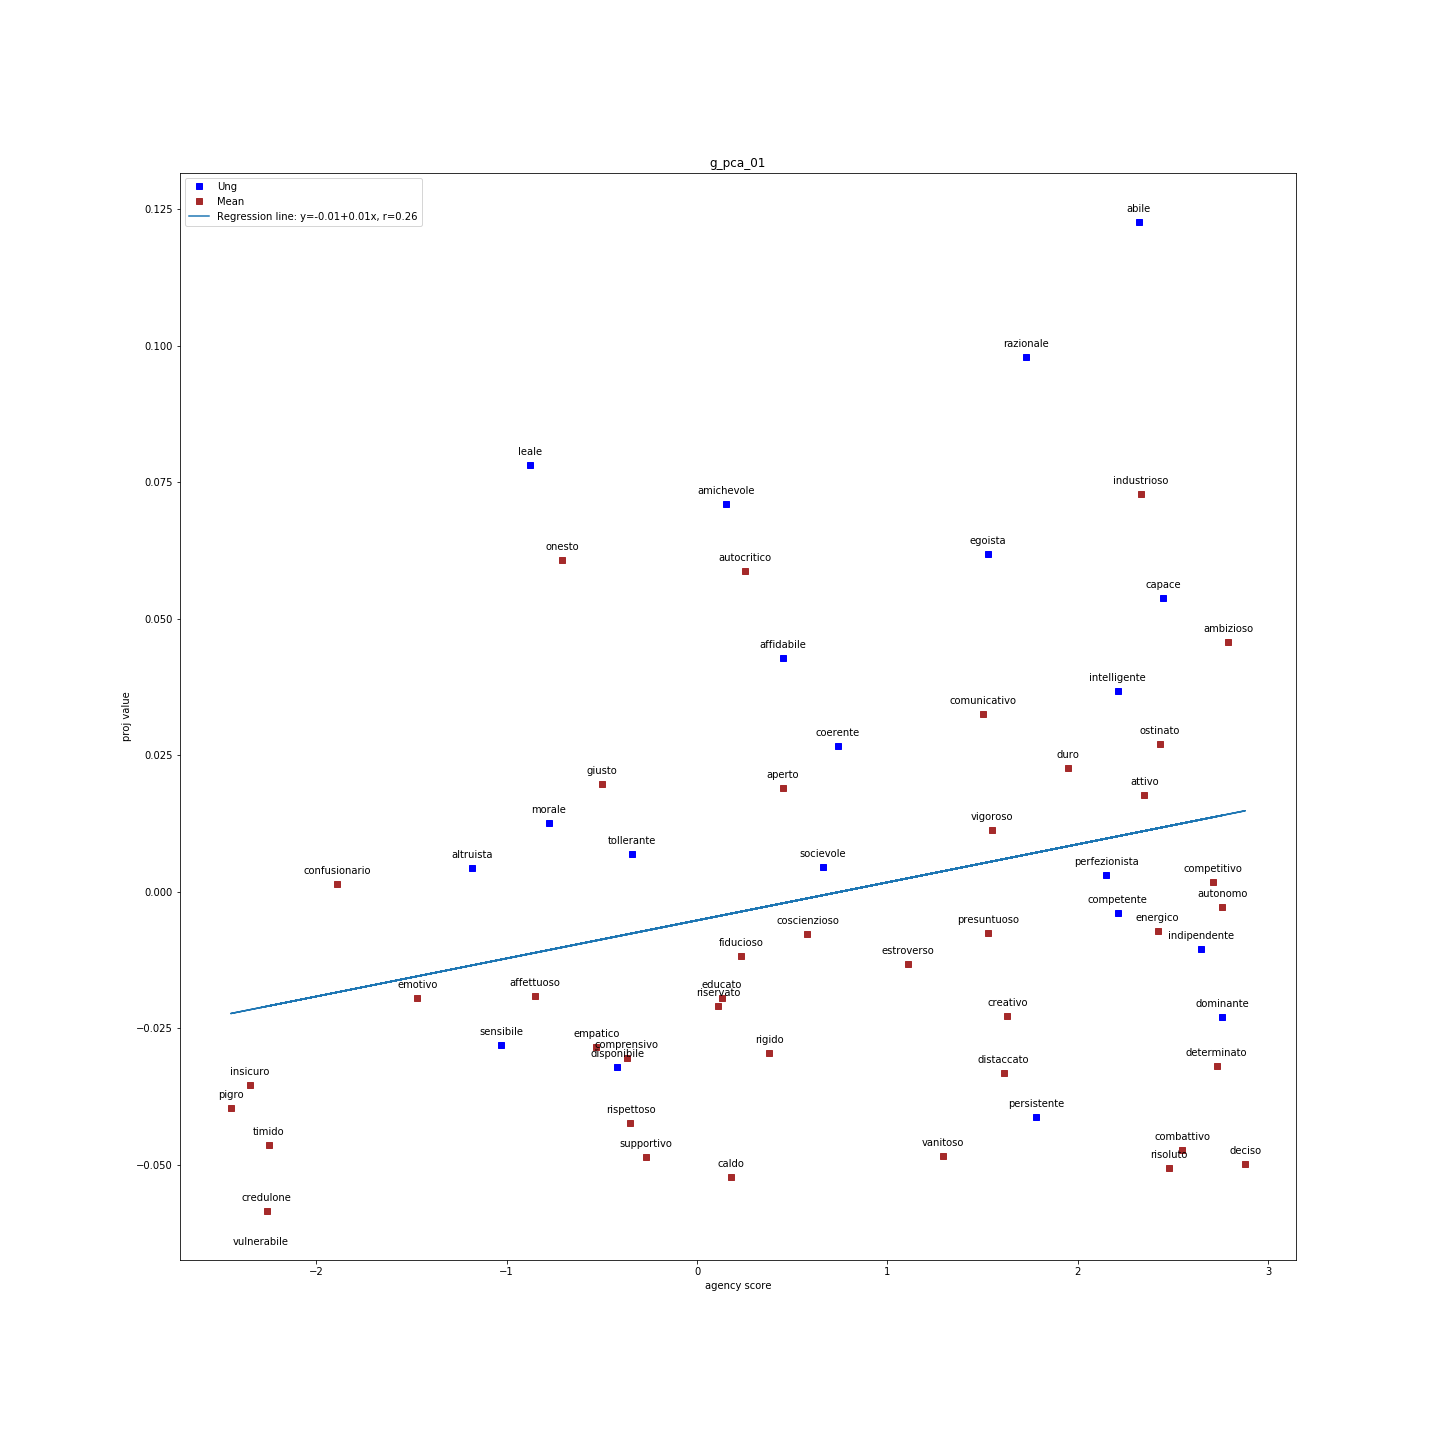 g_pca_01
Ung
Mean
Regression line: y=-0.01+0.01x, r=0.26
0.125
0.100
0.075
0.050
0.025
0.000
−0.025
−0.050
proj value
abile
razionale
leale
industrioso
amichevole
egoista
onesto
autocritico
capace
ambizioso
affidabile
intelligente
comunicativo
coerente
ostinato
duro
giusto
aperto
attivo
morale
vigoroso
tollerante
altruista
socievole
perfezionista
confusionario
competitivo
autonomo
competente
energico
coscienzioso
presuntuoso
indipendente
fiducioso
estroverso
emotivo
affettuoso
educato
riservato
creativo
dominante
sensibile
empatico
comprensivo
disponibile
rigido
determinato
distaccato
insicuro
pigro
persistente
rispettoso
timido
combattivo
supportivo
vanitoso
risoluto
deciso
caldo
credulone
vulnerabile
−2
−1
0
1
2
3
agency score